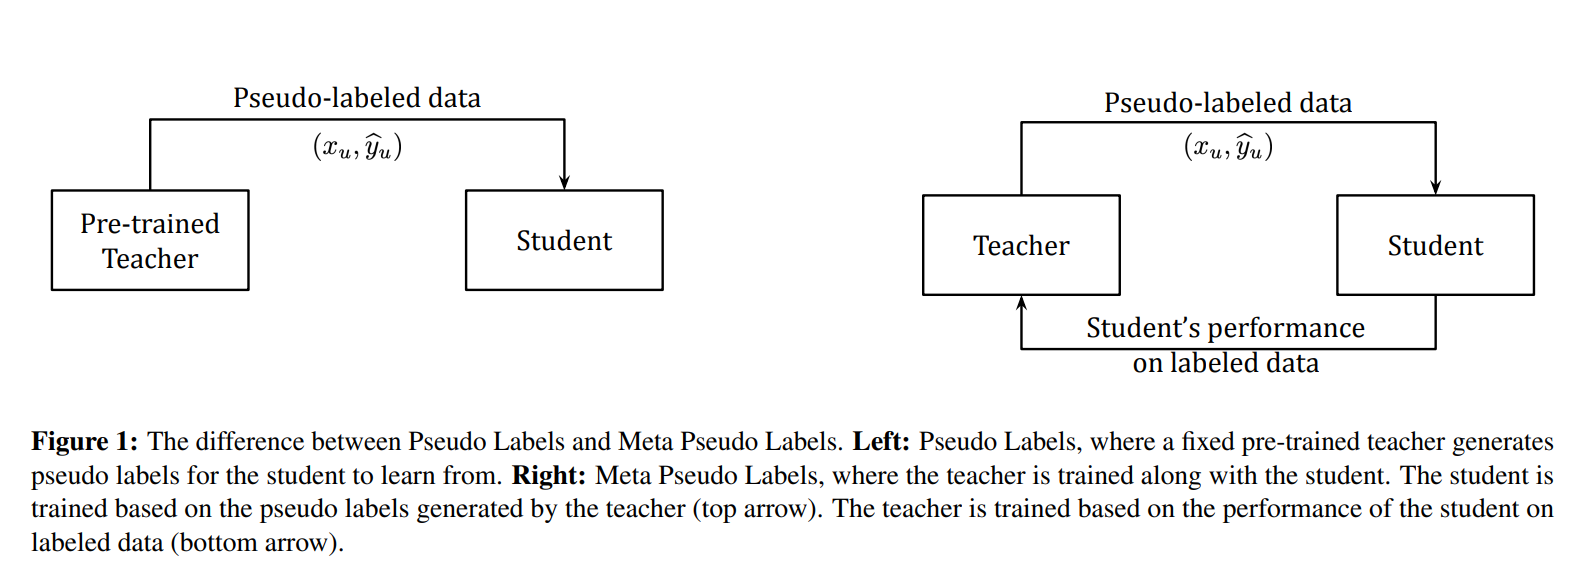 Pseudo-labeled data
(x_u, ŷ_u)
Pre-trained
Teacher
Student
Pseudo-labeled data
(x_u, ŷ_u)
Teacher
Student
Student’s performance
on labeled data
Figure 1: The difference between Pseudo Labels and Meta Pseudo Labels. Left: Pseudo Labels, where a fixed pre-trained teacher generates
pseudo labels for the student to learn from. Right: Meta Pseudo Labels, where the teacher is trained along with the student. The student is
trained based on the pseudo labels generated by the teacher (top arrow). The teacher is trained based on the performance of the student on
labeled data (bottom arrow).